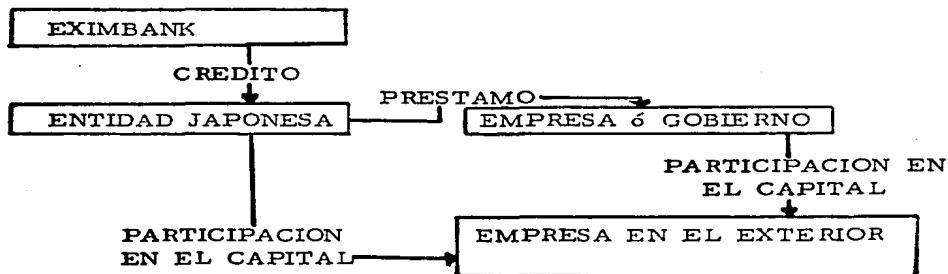 EXIMBANK
CREDITO
PRESTAMO
ENTIDAD JAPONESA
EMPRESA ó GOBIERNO
PARTICIPACION EN
EL CAPITAL
PARTICIPACION
EN EL CAPITAL
EMPRESA EN EL EXTERIOR